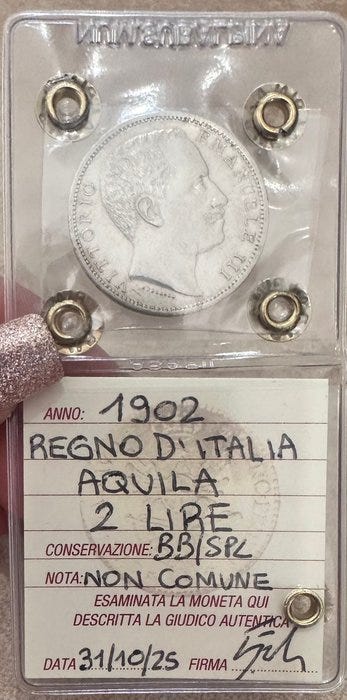 VITTORIO EMANUELE III
ANNO: 1902
REGNO D'ITALIA
AQUILA
2 LIRE
CONSERVAZIONE: BB/SPL
NOTA: NON COMUNE
ESAMINATA LA MONETA QUI
DESCRITTA LA GIUDICO AUTENTICA
DATA 31/10/25 FIRMA